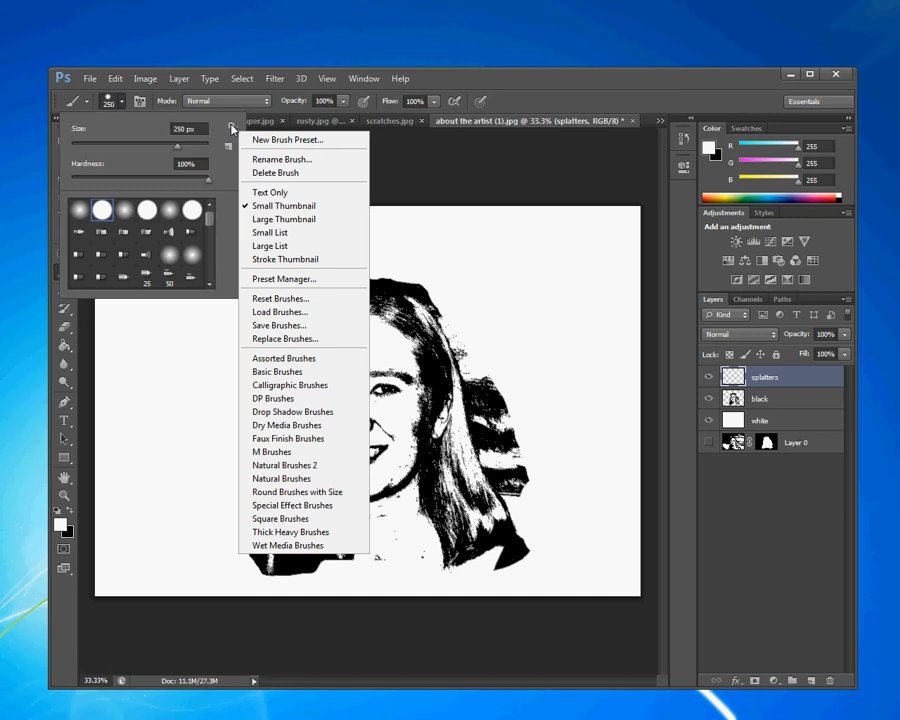 Ps File Edit Image Layer Type Select Filter 3D View Window Help
250 Mode: Normal Opacity: 100% Flow: 100% Essentials
Size: 250 px
Hardness: 100%
25 50
rusty.jpg @... × scratches.jpg × about the artist (1).jpg @ 33.3% (splatters, RGB/8) * ×
New Brush Preset...
Rename Brush...
Delete Brush
Text Only
Small Thumbnail
Large Thumbnail
Small List
Large List
Stroke Thumbnail
Preset Manager...
Reset Brushes...
Load Brushes...
Save Brushes...
Replace Brushes...
Assorted Brushes
Basic Brushes
Calligraphic Brushes
DP Brushes
Drop Shadow Brushes
Dry Media Brushes
Faux Finish Brushes
M Brushes
Natural Brushes 2
Natural Brushes
Round Brushes with Size
Special Effect Brushes
Square Brushes
Thick Heavy Brushes
Wet Media Brushes
Color Swatches
R 255
G 255
B 255
Adjustments Styles
Add an adjustment
Layers Channels Paths
Kind
Normal Opacity: 100%
Lock: Fill: 100%
splatters
black
white
Layer 0
33.33% Doc: 11.1M/27.3M